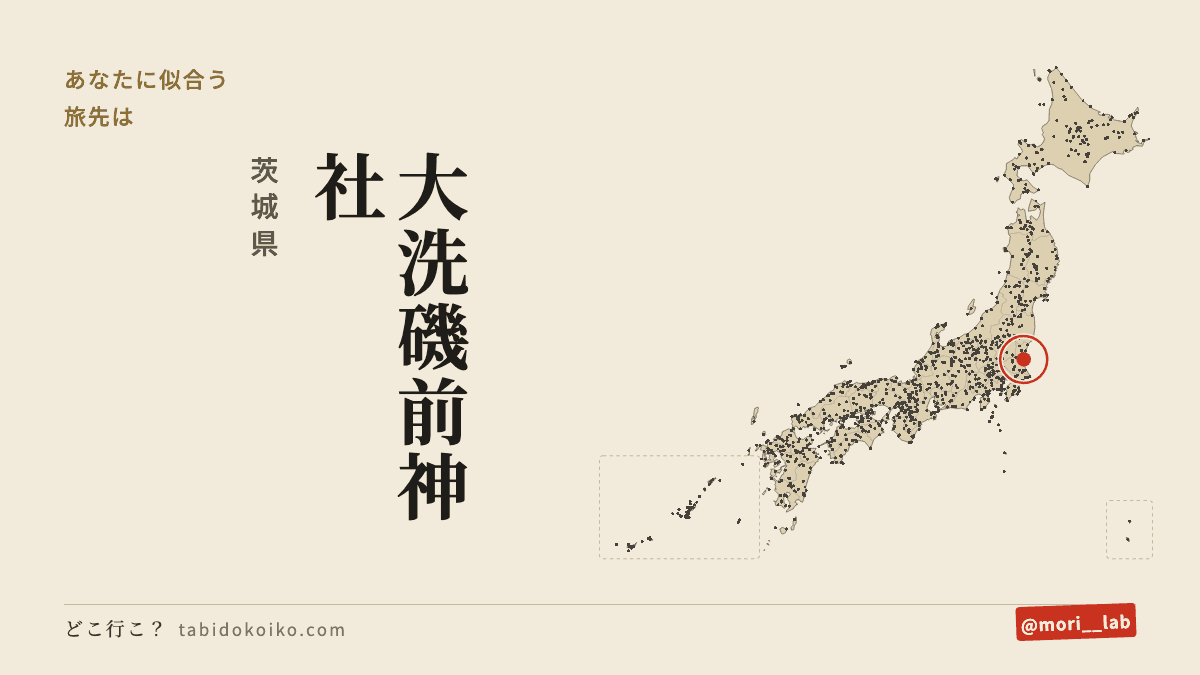 あなたに似合う
旅先は
大洗磯前神
社
茨城県
どこ行こ？ tabidokoiko.com
@mori__lab